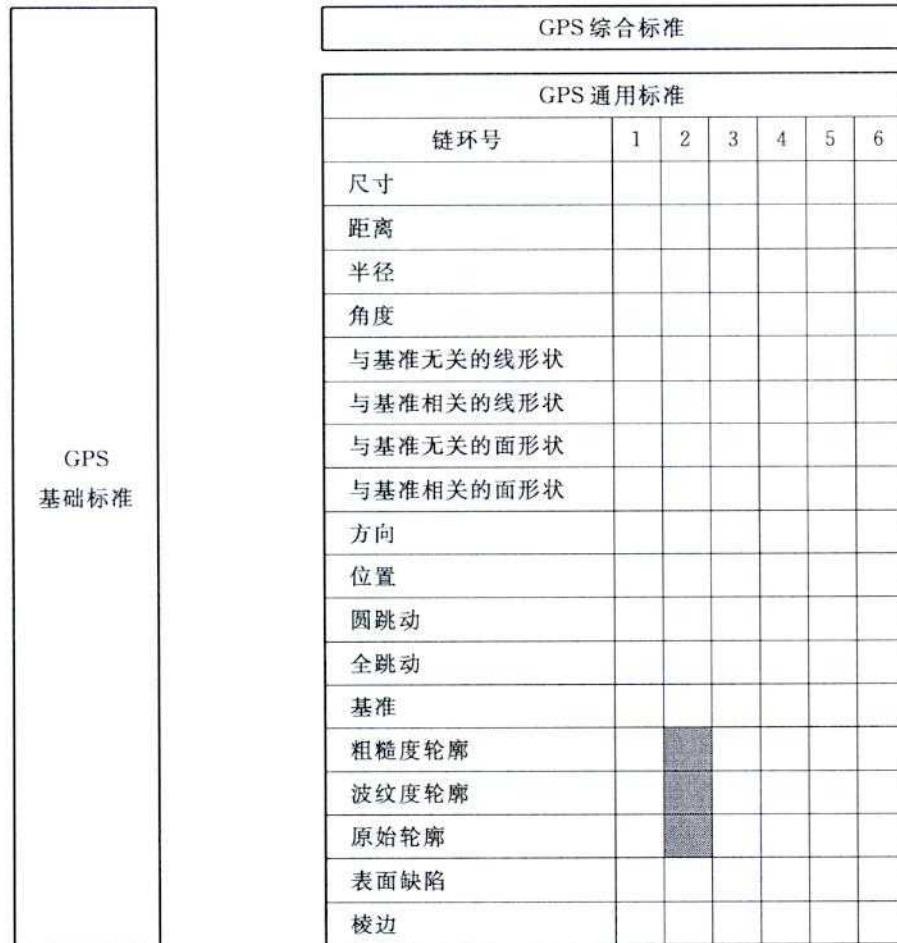 GPS
基础标准
GPS 综合标准
GPS 通用标准
链环号 1 2 3 4 5 6
尺寸
距离
半径
角度
与基准无关的线形状
与基准相关的线形状
与基准无关的面形状
与基准相关的面形状
方向
位置
圆跳动
全跳动
基准
粗糙度轮廓
波纹度轮廓
原始轮廓
表面缺陷
棱边